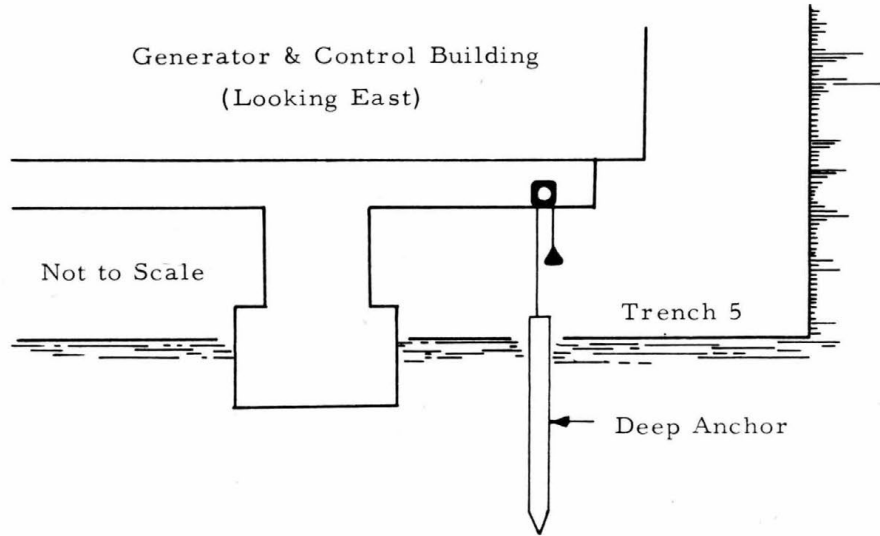 Generator & Control Building
(Looking East)
Not to Scale
Trench 5
Deep Anchor